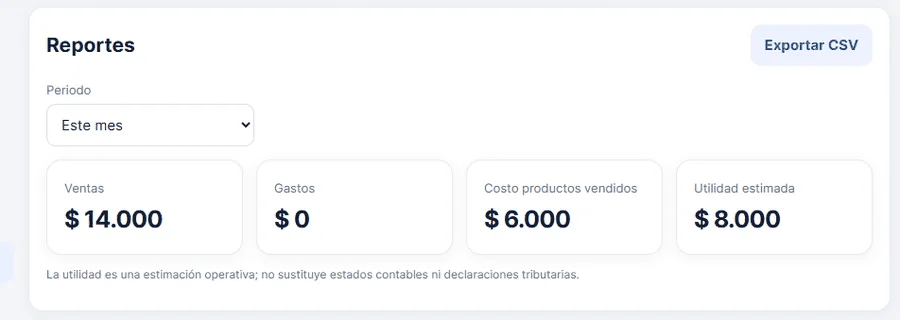 Reportes
Exportar CSV
Periodo
Este mes
Ventas
$ 14.000
Gastos
$ 0
Costo productos vendidos
$ 6.000
Utilidad estimada
$ 8.000
La utilidad es una estimación operativa; no sustituye estados contables ni declaraciones tributarias.